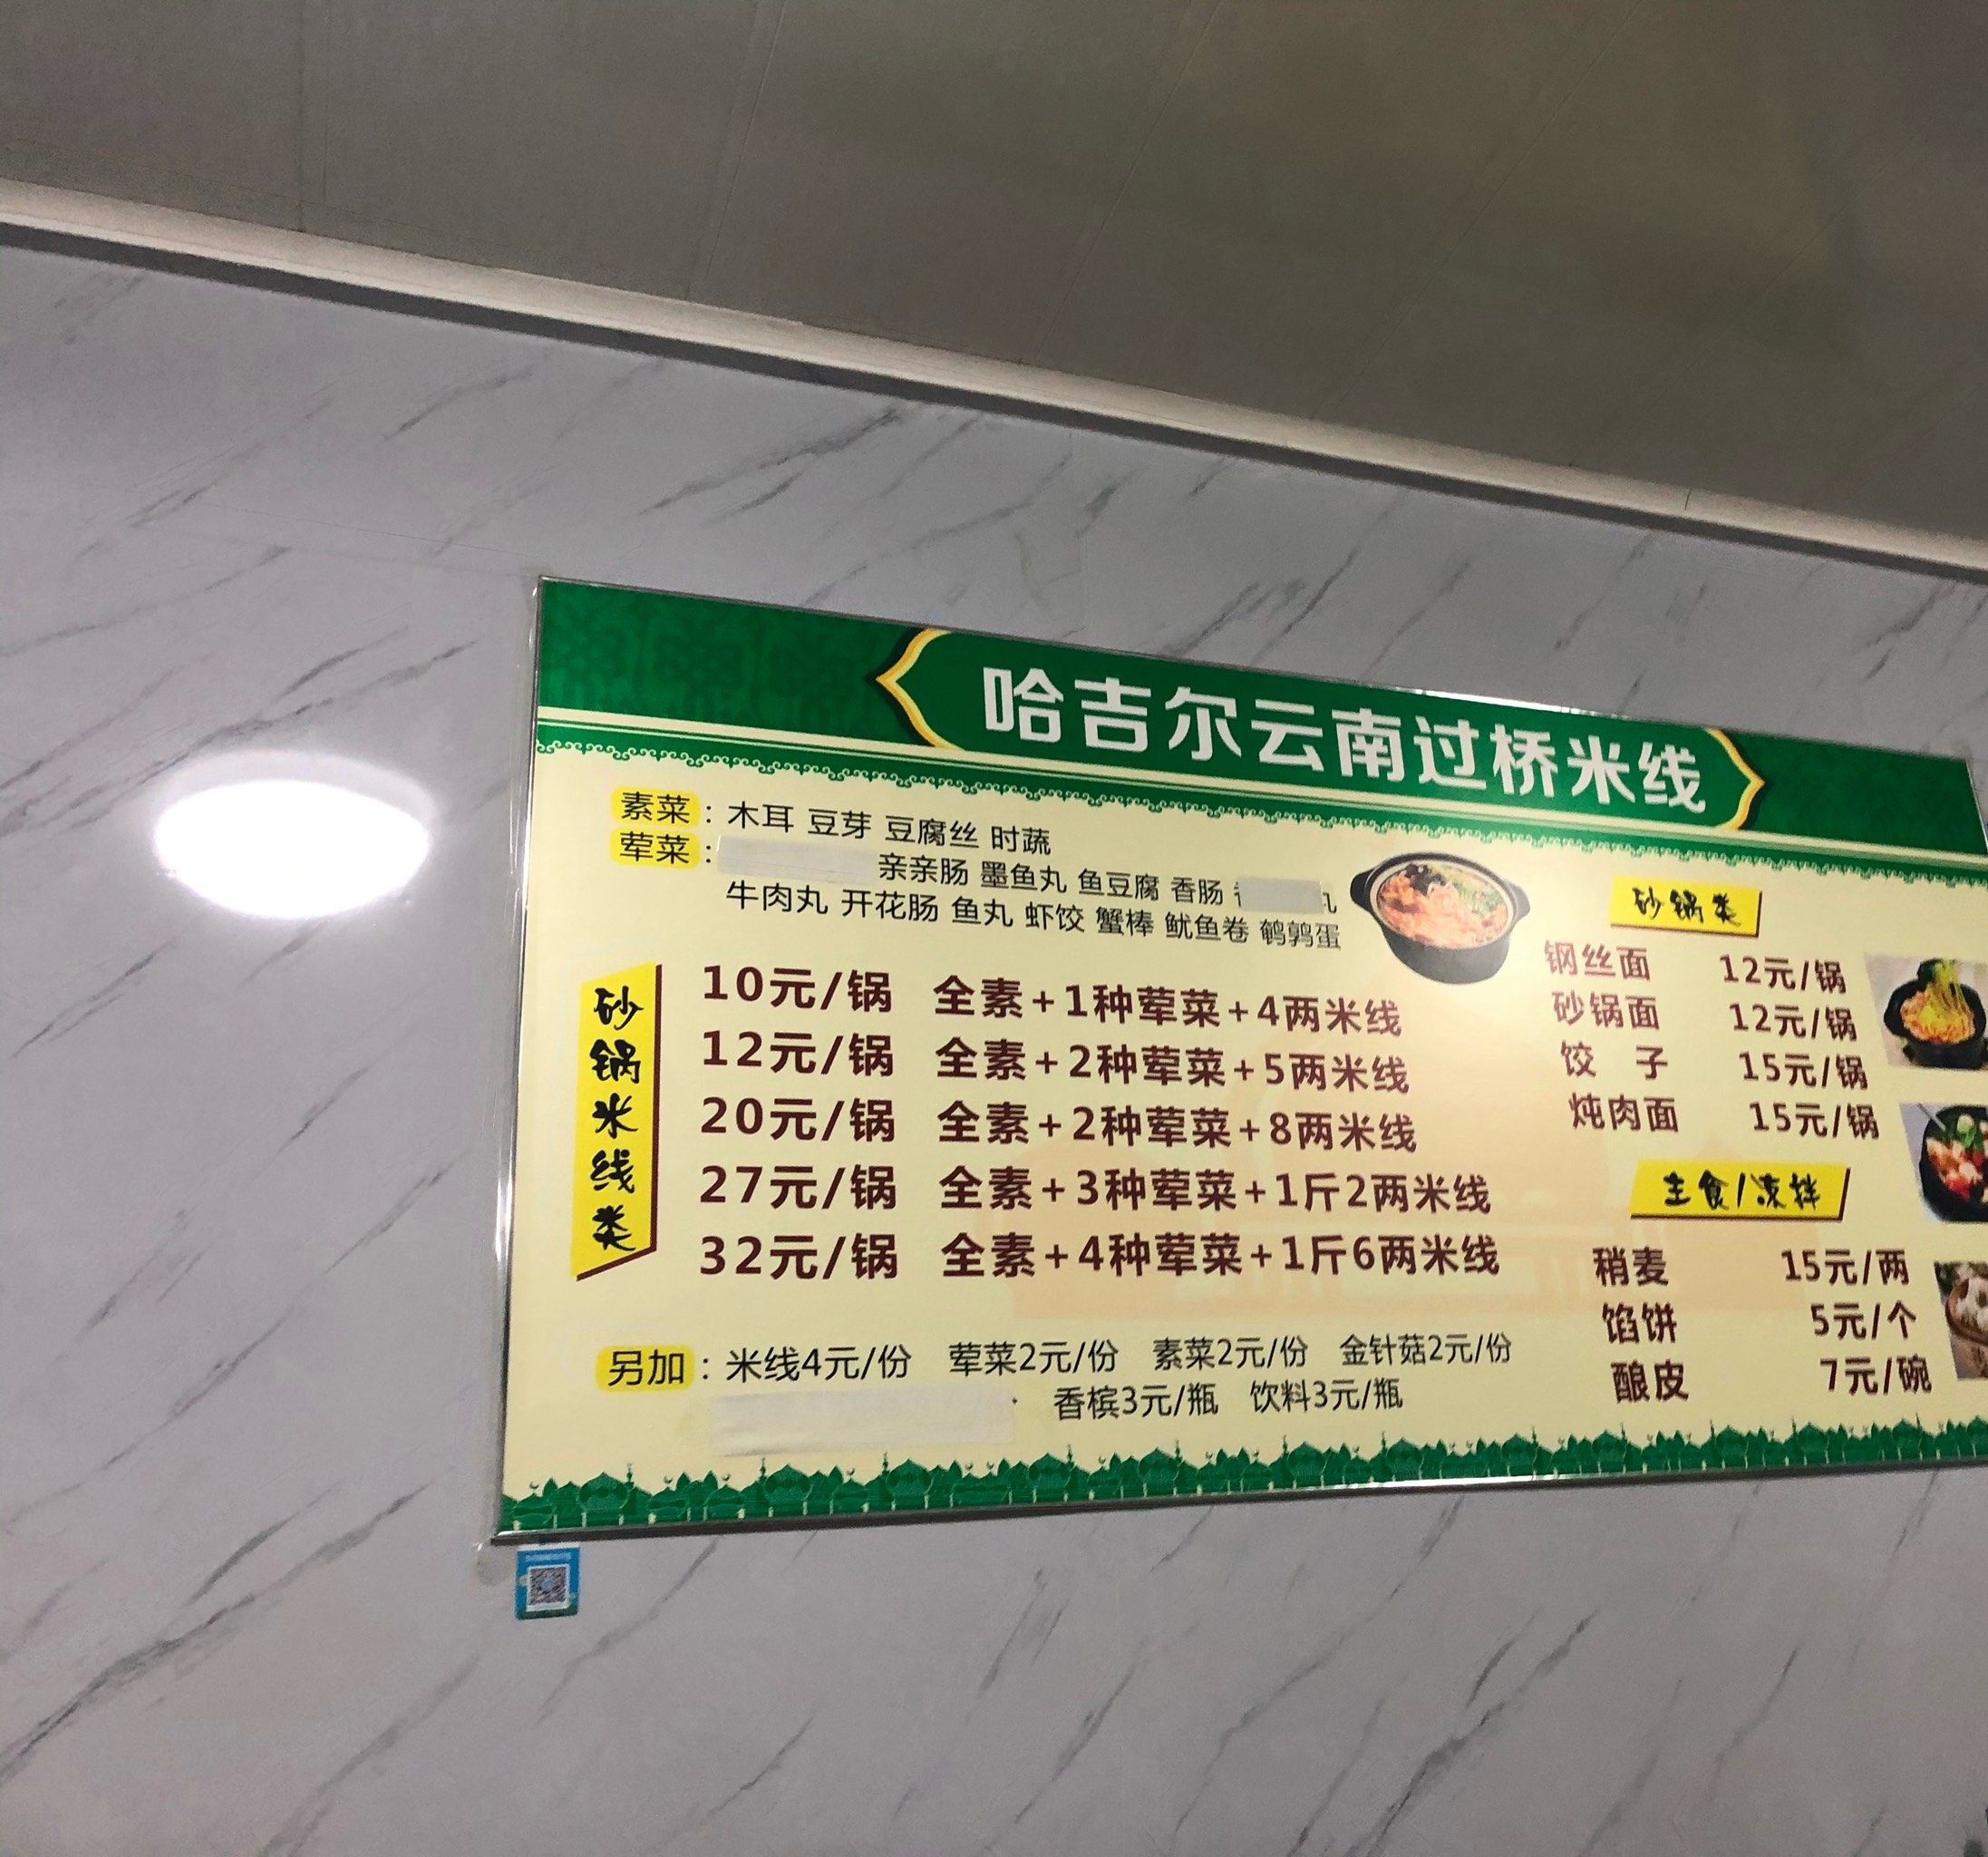 哈吉尔云南过桥米线
素菜：木耳 豆芽 豆腐丝 时蔬
荤菜：
亲亲肠 墨鱼丸 鱼豆腐 香肠 丸
牛肉丸 开花肠 鱼丸 虾饺 蟹棒 鱿鱼卷 鹌鹑蛋
砂锅米线类
10元/锅 全素+1种荤菜+4两米线
12元/锅 全素+2种荤菜+5两米线
20元/锅 全素+2种荤菜+8两米线
27元/锅 全素+3种荤菜+1斤2两米线
32元/锅 全素+4种荤菜+1斤6两米线
另加：米线4元/份 荤菜2元/份 素菜2元/份 金针菇2元/份
香槟3元/瓶 饮料3元/瓶
砂锅类
钢丝面 12元/锅
砂锅面 12元/锅
饺 子 15元/锅
炖肉面 15元/锅
主食/凉拌
稍麦 15元/两
馅饼 5元/个
酿皮 7元/碗